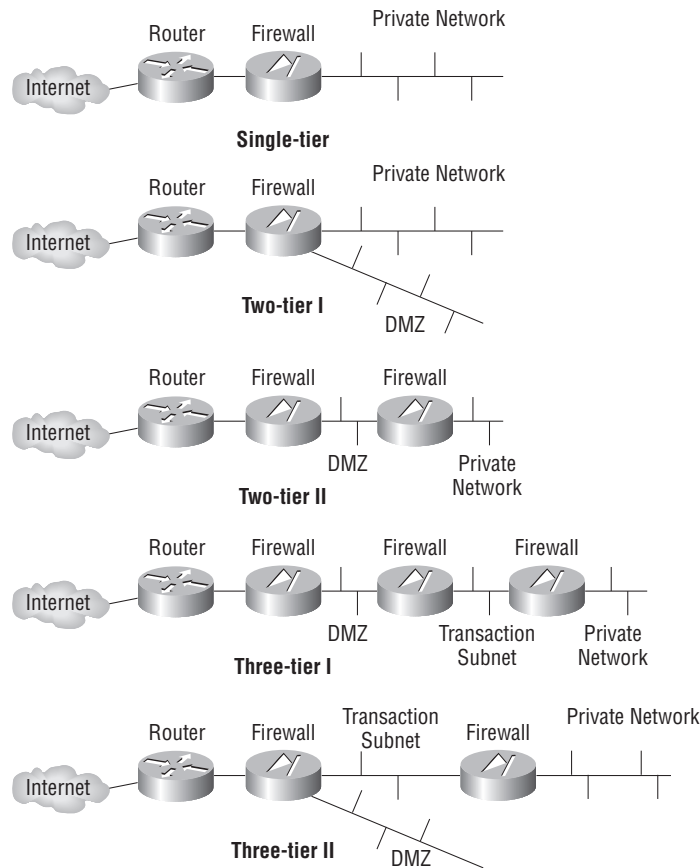 Private Network
Router Firewall
Internet
Single-tier
Private Network
Router Firewall
Internet
Two-tier I
DMZ
Router Firewall Firewall
Internet
DMZ
Private
Network
Two-tier II
Router Firewall Firewall Firewall
Internet
DMZ
Transaction
Subnet
Private
Network
Three-tier I
Transaction
Subnet
Private Network
Router Firewall Firewall
Internet
Three-tier II
DMZ